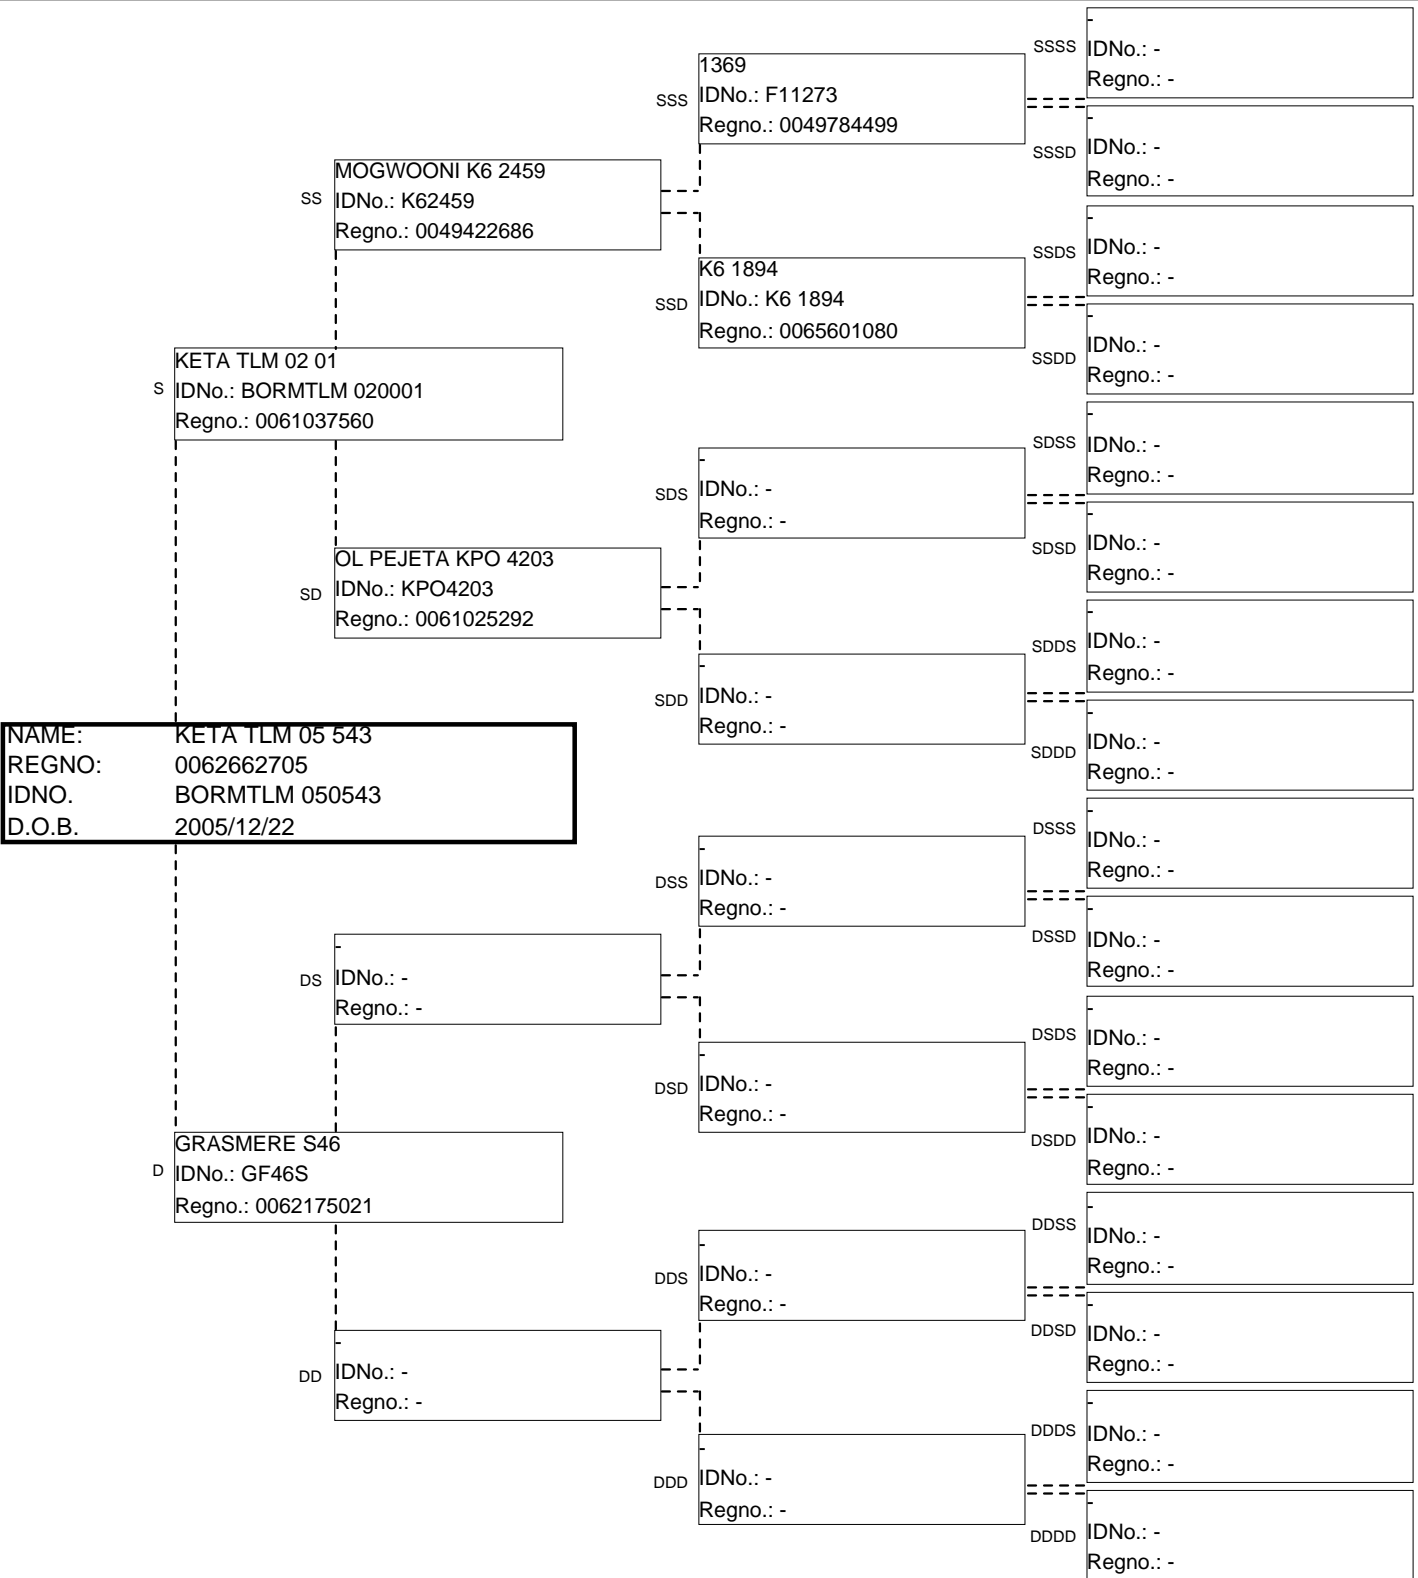 SSSS
-
IDNo.: -
Regno.: -
SSS
1369
IDNo.: F11273
Regno.: 0049784499
SSSD
-
IDNo.: -
Regno.: -
SS
MOGWOONI K6 2459
IDNo.: K62459
Regno.: 0049422686
SSDS
-
IDNo.: -
Regno.: -
SSD
K6 1894
IDNo.: K6 1894
Regno.: 0065601080
SSDD
-
IDNo.: -
Regno.: -
S
KETA TLM 02 01
IDNo.: BORMTLM 020001
Regno.: 0061037560
SDSS
-
IDNo.: -
Regno.: -
SDS
-
IDNo.: -
Regno.: -
SDSD
-
IDNo.: -
Regno.: -
SD
OL PEJETA KPO 4203
IDNo.: KPO4203
Regno.: 0061025292
SDDS
-
IDNo.: -
Regno.: -
SDD
-
IDNo.: -
Regno.: -
SDDD
-
IDNo.: -
Regno.: -
NAME: KETA TLM 05 543
REGNO: 0062662705
IDNO. BORMTLM 050543
D.O.B. 2005/12/22
DSSS
-
IDNo.: -
Regno.: -
DSS
-
IDNo.: -
Regno.: -
DSSD
-
IDNo.: -
Regno.: -
DS
-
IDNo.: -
Regno.: -
DSDS
-
IDNo.: -
Regno.: -
DSD
-
IDNo.: -
Regno.: -
DSDD
-
IDNo.: -
Regno.: -
D
GRASMERE S46
IDNo.: GF46S
Regno.: 0062175021
DDSS
-
IDNo.: -
Regno.: -
DDS
-
IDNo.: -
Regno.: -
DDSD
-
IDNo.: -
Regno.: -
DD
-
IDNo.: -
Regno.: -
DDDS
-
IDNo.: -
Regno.: -
DDD
-
IDNo.: -
Regno.: -
DDDD
-
IDNo.: -
Regno.: -